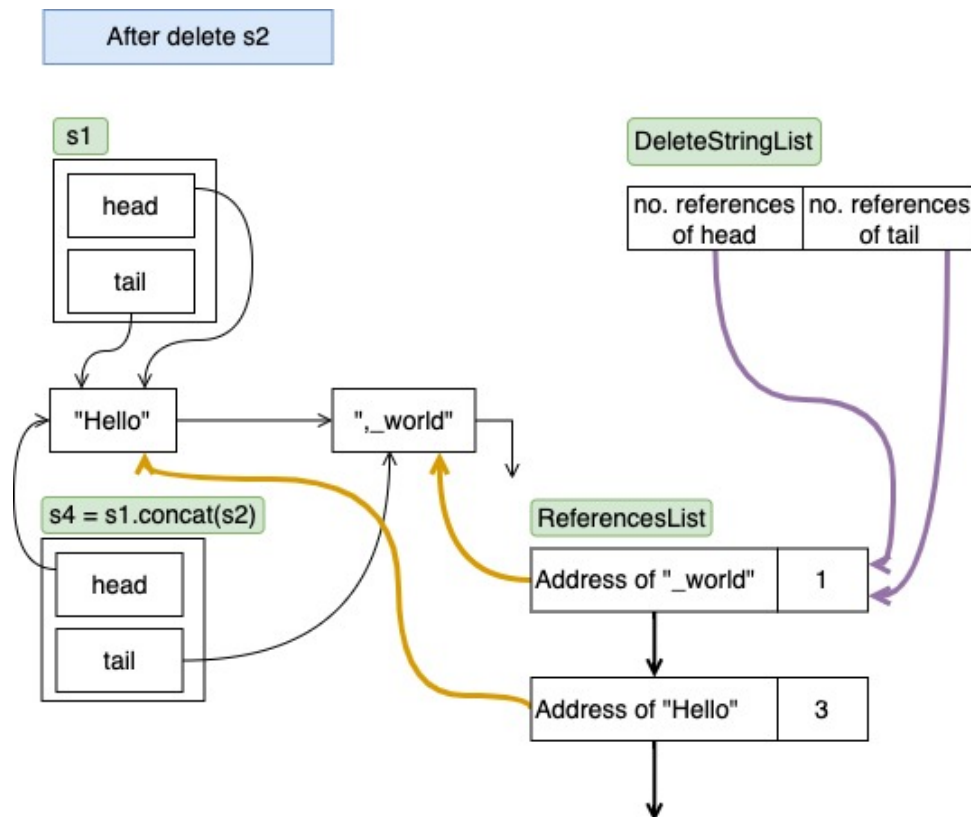 After delete s2
s1
head
tail
DeleteStringList
no. references
of head
no. references
of tail
"Hello"
",_world"
s4 = s1.concat(s2)
head
tail
ReferencesList
Address of "_world"
1
Address of "Hello"
3